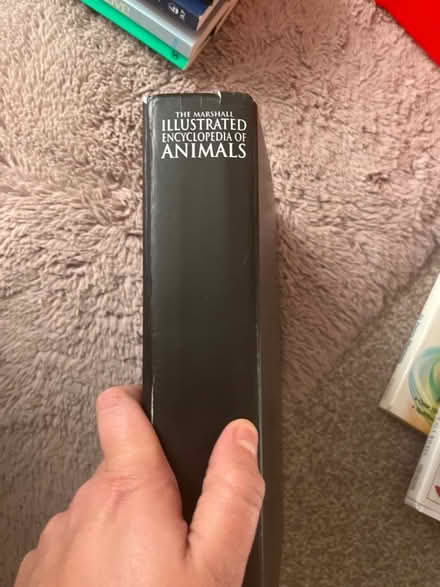 THE MARSHALL
ILLUSTRATED
ENCYCLOPEDIA OF
ANIMALS